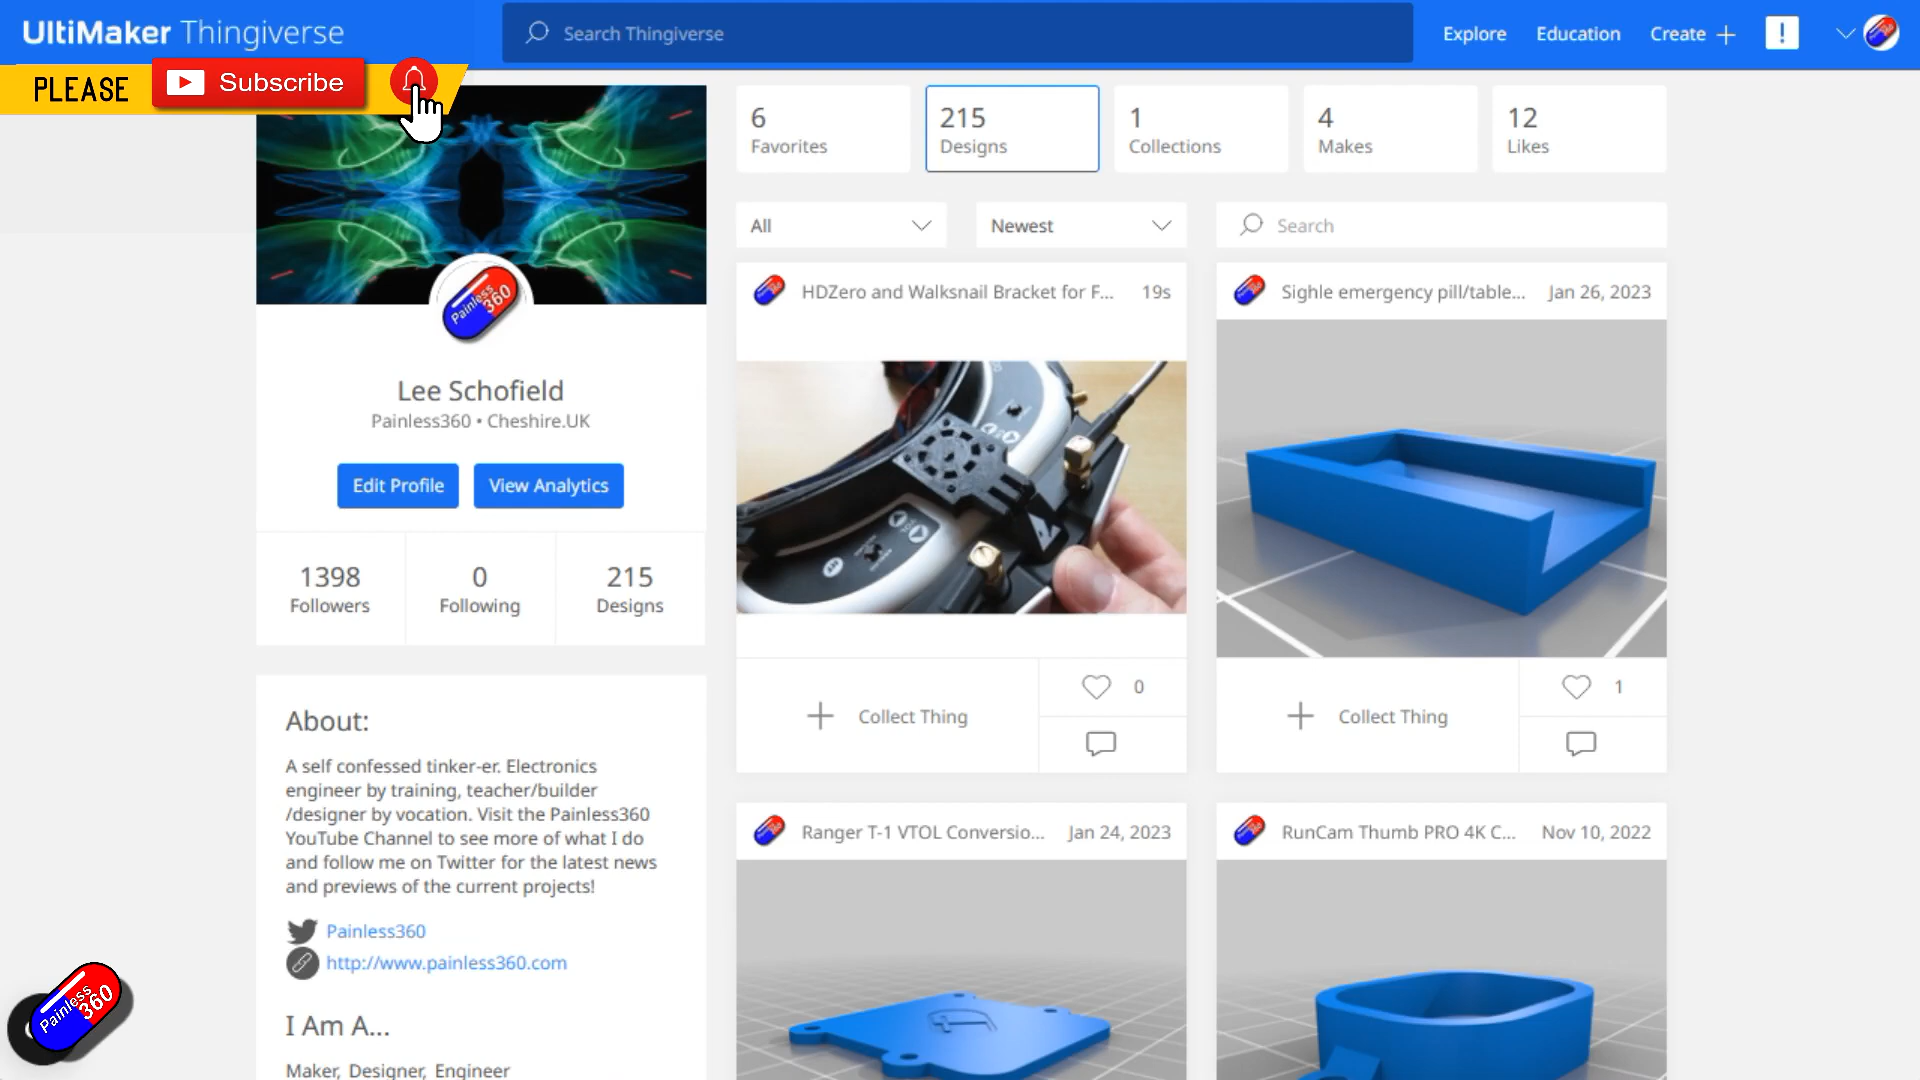 UltiMaker Thingiverse
Search Thingiverse
Explore
Education
Create
!
PLEASE
Subscribe
6
Favorites
215
Designs
1
Collections
4
Makes
12
Likes
All
Newest
Search
Painless
360
Lee Schofield
Painless360 • Cheshire.UK
Edit Profile
View Analytics
1398
Followers
0
Following
215
Designs
HDZero and Walksnail Bracket for F...
19s
Collect Thing
0
Sighle emergency pill/table...
Jan 26, 2023
Collect Thing
1
About:
A self confessed tinker-er. Electronics
engineer by training, teacher/builder
/designer by vocation. Visit the Painless360
YouTube Channel to see more of what I do
and follow me on Twitter for the latest news
and previews of the current projects!
Painless360
http://www.painless360.com
I Am A...
Maker, Designer, Engineer
Ranger T-1 VTOL Conversio...
Jan 24, 2023
RunCam Thumb PRO 4K C...
Nov 10, 2022
Painless
360